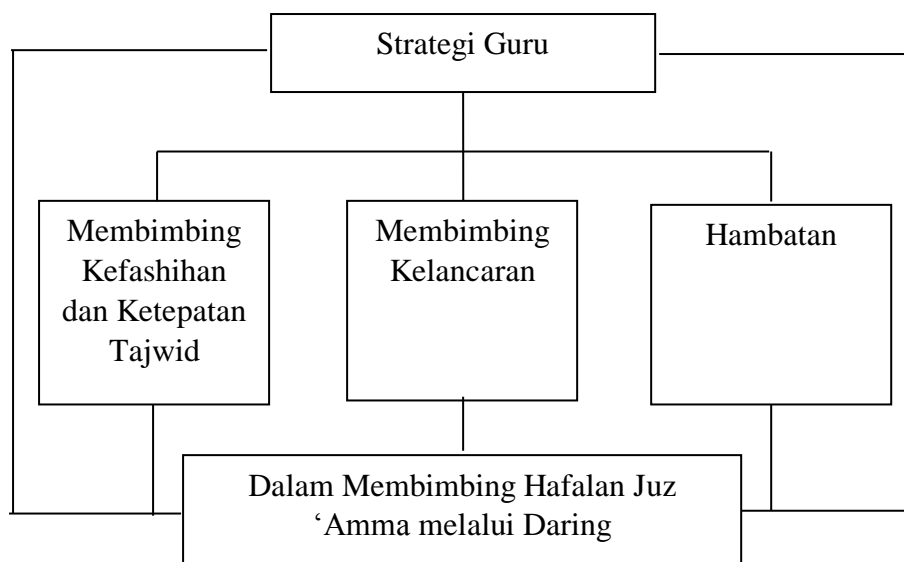 Strategi Guru
Membimbing
Kefashihan
dan Ketepatan
Tajwid
Membimbing
Kelancaran
Hambatan
Dalam Membimbing Hafalan Juz
‘Amma melalui Daring